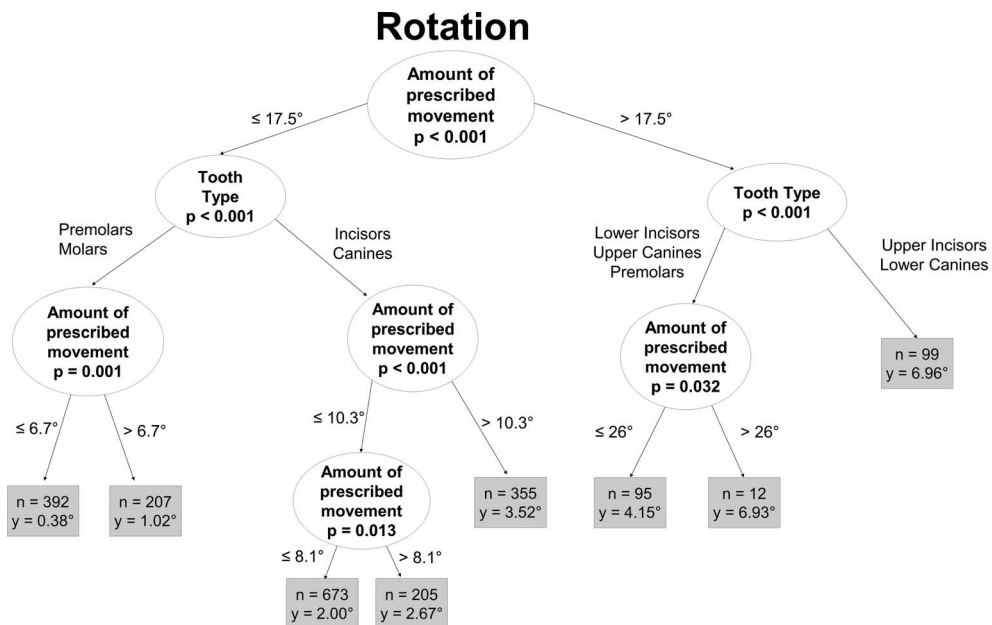 Rotation
Amount of
prescribed
movement
p < 0.001
≤ 17.5°
> 17.5°
Tooth
Type
p < 0.001
Tooth Type
p < 0.001
Premolars
Molars
Incisors
Canines
Lower Incisors
Upper Canines
Premolars
Upper Incisors
Lower Canines
Amount of
prescribed
movement
p = 0.001
Amount of
prescribed
movement
p < 0.001
Amount of
prescribed
movement
p = 0.032
n = 99
y = 6.96°
≤ 6.7°
> 6.7°
≤ 10.3°
> 10.3°
≤ 26°
> 26°
n = 392
y = 0.38°
n = 207
y = 1.02°
Amount of
prescribed
movement
p = 0.013
n = 355
y = 3.52°
n = 95
y = 4.15°
n = 12
y = 6.93°
≤ 8.1°
> 8.1°
n = 673
y = 2.00°
n = 205
y = 2.67°